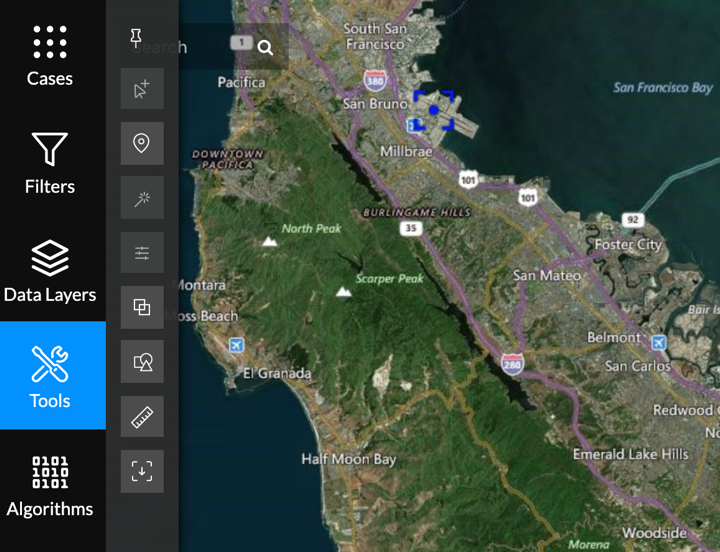 Cases
Filters
Data Layers
Tools
0101
1010
0101
Algorithms
Search
1
South San
Francisco
380
Pacifica
San Bruno
San Francisco Bay
Millbrae
DOWNTOWN
PACIFICA
101
101
BURLINGAME HILLS
35
92
North Peak
Foster City
Scarper Peak
San Mateo
Montara
Moss Beach
Bair Is
Belmont
280
San Carlos
El Granada
Redwood
Half Moon Bay
Emerald Lake Hills
Woodside
Morena